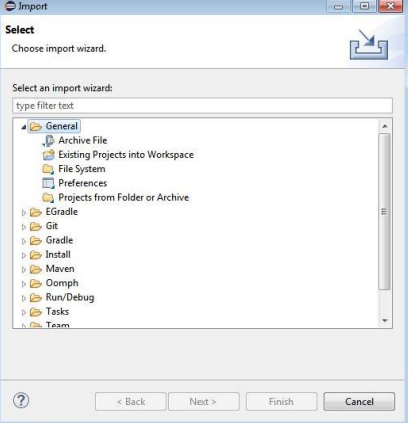 Import
Select
Choose import wizard.
Select an import wizard:
type filter text
General
Archive File
Existing Projects into Workspace
File System
Preferences
Projects from Folder or Archive
EGradle
Git
Gradle
Install
Maven
Oomph
Run/Debug
Tasks
Team
?
< Back
Next >
Finish
Cancel